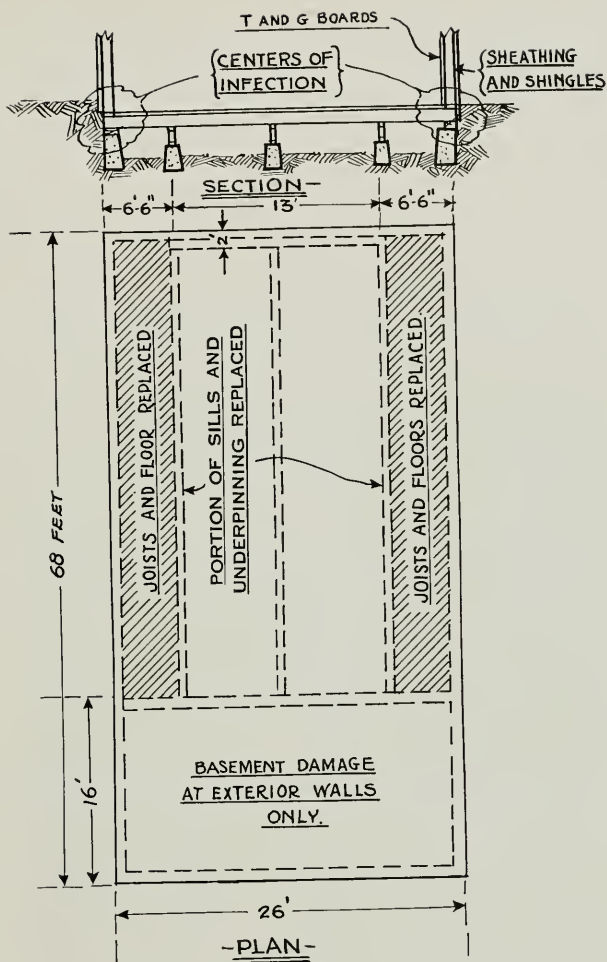 T AND G BOARDS
CENTERS OF
INFECTION
SHEATHING
AND SHINGLES
SECTION-
6'-6"
13'
6'-6"
2'
JOISTS AND FLOOR REPLACED
PORTION OF SILLS AND
UNDERPINNING REPLACED
JOISTS AND FLOORS REPLACED
68 FEET
16'
BASEMENT DAMAGE
AT EXTERIOR WALLS
ONLY.
26'
-PLAN-